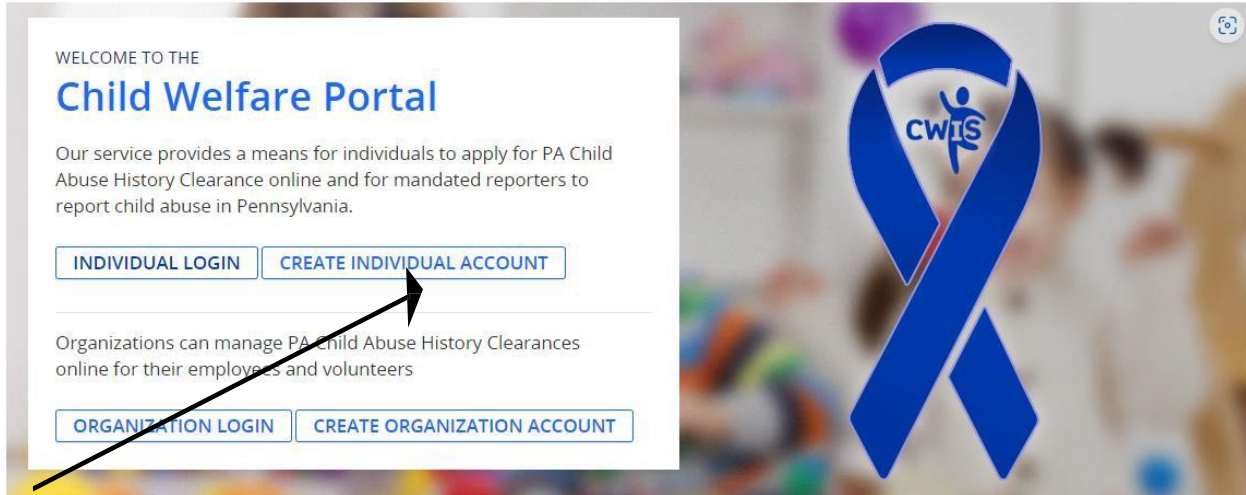 WELCOME TO THE
Child Welfare Portal
Our service provides a means for individuals to apply for PA Child
Abuse History Clearance online and for mandated reporters to
report child abuse in Pennsylvania.
INDIVIDUAL LOGIN
CREATE INDIVIDUAL ACCOUNT
Organizations can manage PA Child Abuse History Clearances
online for their employees and volunteers
ORGANIZATION LOGIN
CREATE ORGANIZATION ACCOUNT
CWIS